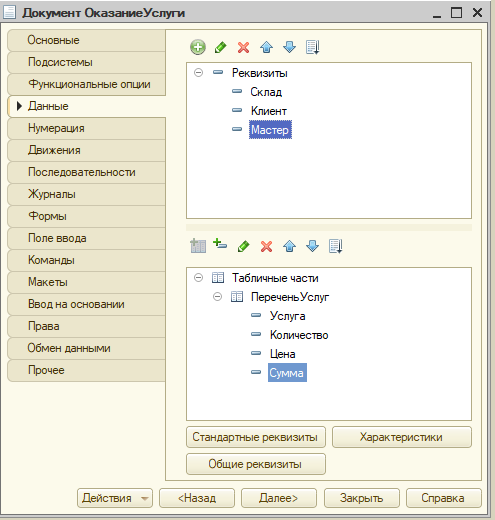 Документ ОказаниеУслуги
Основные
Подсистемы
Функциональные опции
Данные
Нумерация
Движения
Последовательности
Журналы
Формы
Поле ввода
Команды
Макеты
Ввод на основании
Права
Обмен данными
Прочее
Реквизиты
Склад
Клиент
Мастер
Табличные части
ПереченьУслуг
Услуга
Количество
Цена
Сумма
Стандартные реквизиты
Характеристики
Общие реквизиты
Действия
<Назад
Далее>
Закрыть
Справка